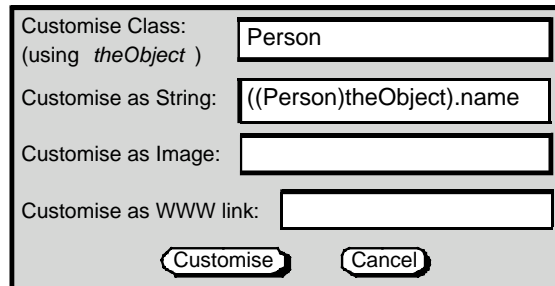 Customise Class:
(using theObject )
Person
Customise as String:
((Person)theObject).name
Customise as Image:
Customise as WWW link:
Customise
Cancel